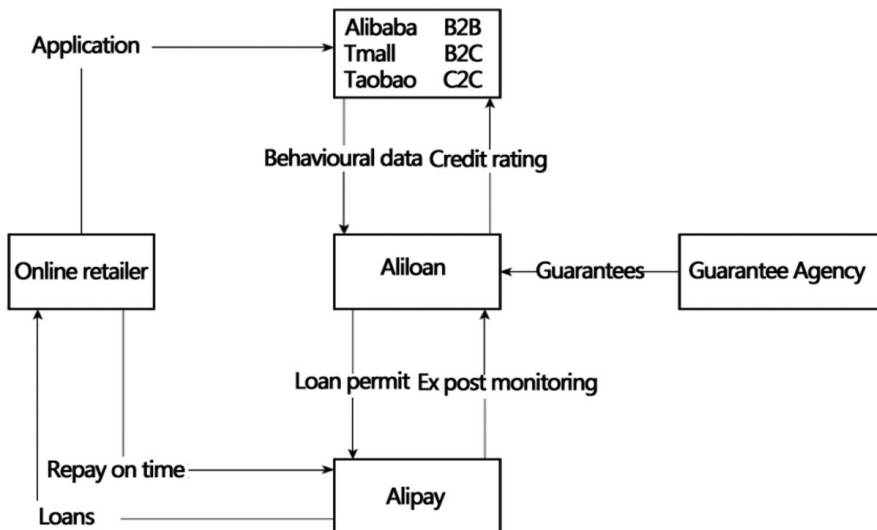 Application
Alibaba B2B
Tmall B2C
Taobao C2C
Behavioural data Credit rating
Online retailer
Aliloan
Guarantees
Guarantee Agency
Loan permit Ex post monitoring
Repay on time
Alipay
Loans